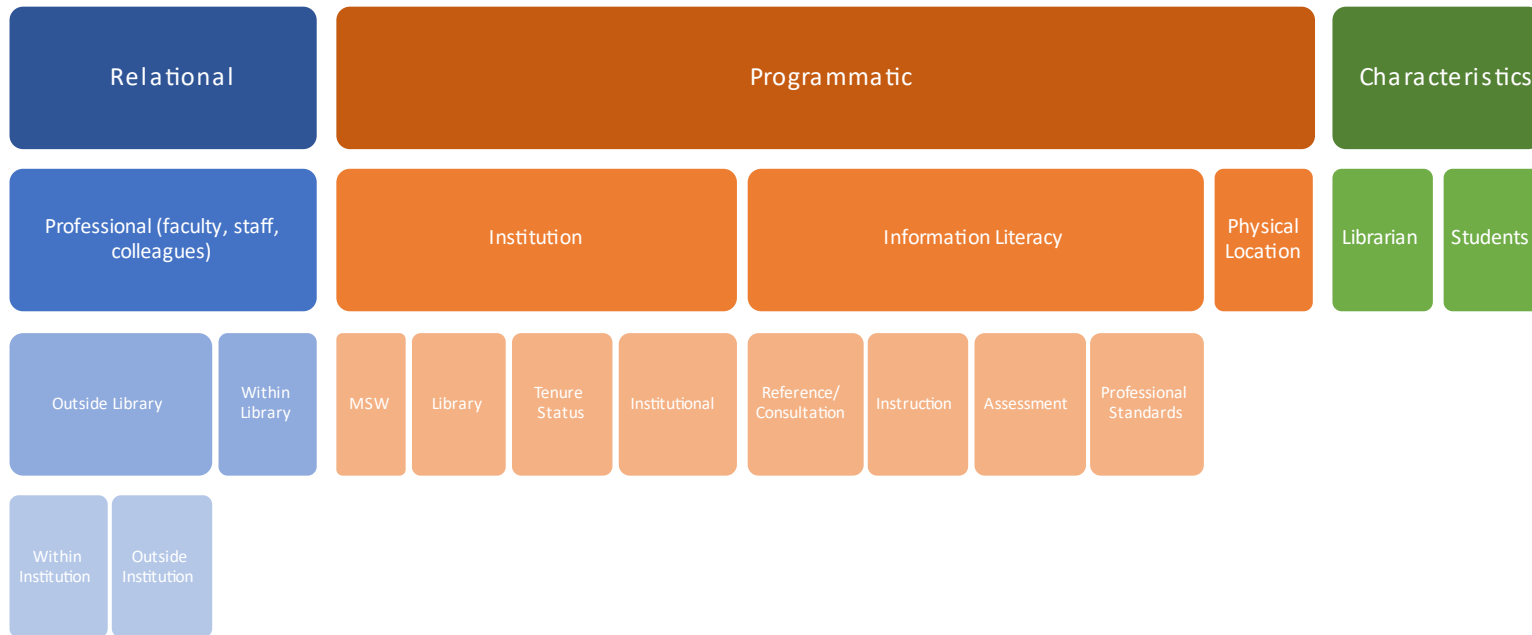 Relational
Programmatic
Characteristics
Professional (faculty, staff,
colleagues)
Institution
Information Literacy
Physical
Location
Librarian
Students
Outside Library
Within
Library
MSW
Library
Tenure
Status
Institutional
Reference/
Consultation
Instruction
Assessment
Professional
Standards
Within
Institution
Outside
Institution